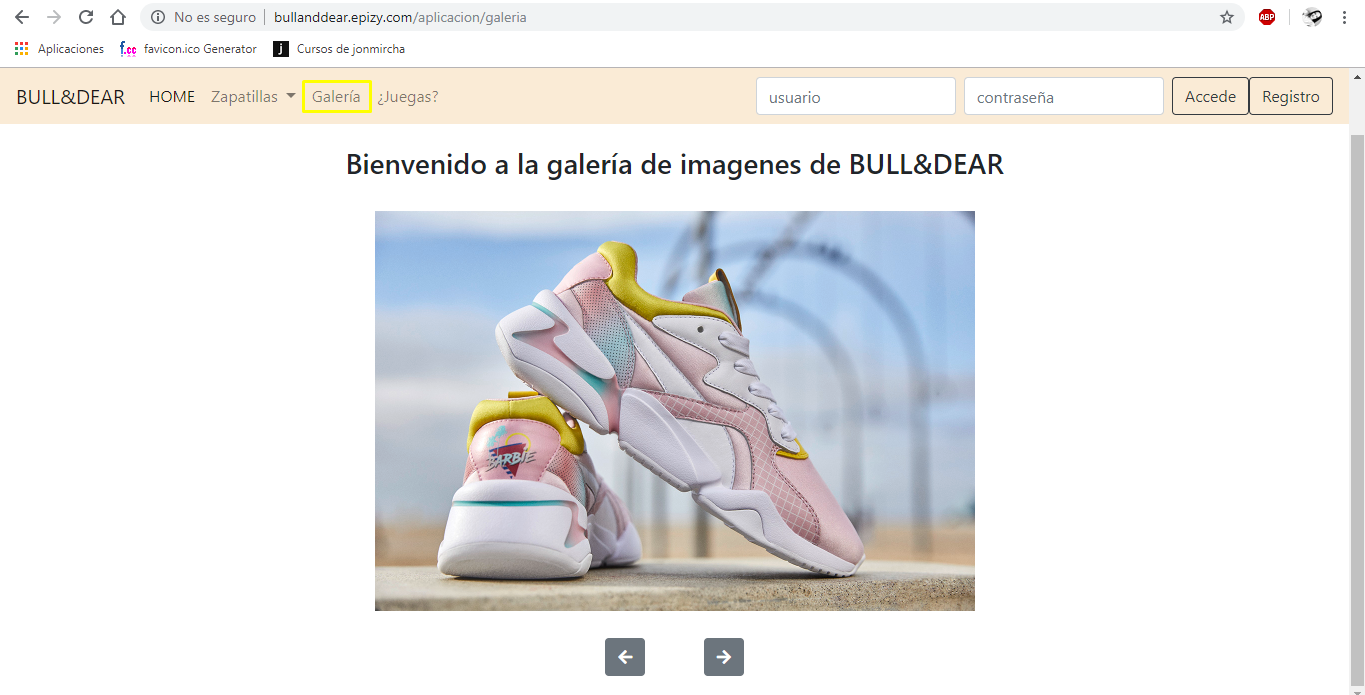 No es seguro | bullanddear.epizy.com/aplicacion/galeria ABP
Aplicaciones f.cc favicon.ico Generator j Cursos de jonmircha
BULL&DEAR HOME Zapatillas Galería ¿Juegas? usuario contraseña Accede Registro
Bienvenido a la galería de imagenes de BULL&DEAR
BARBIE